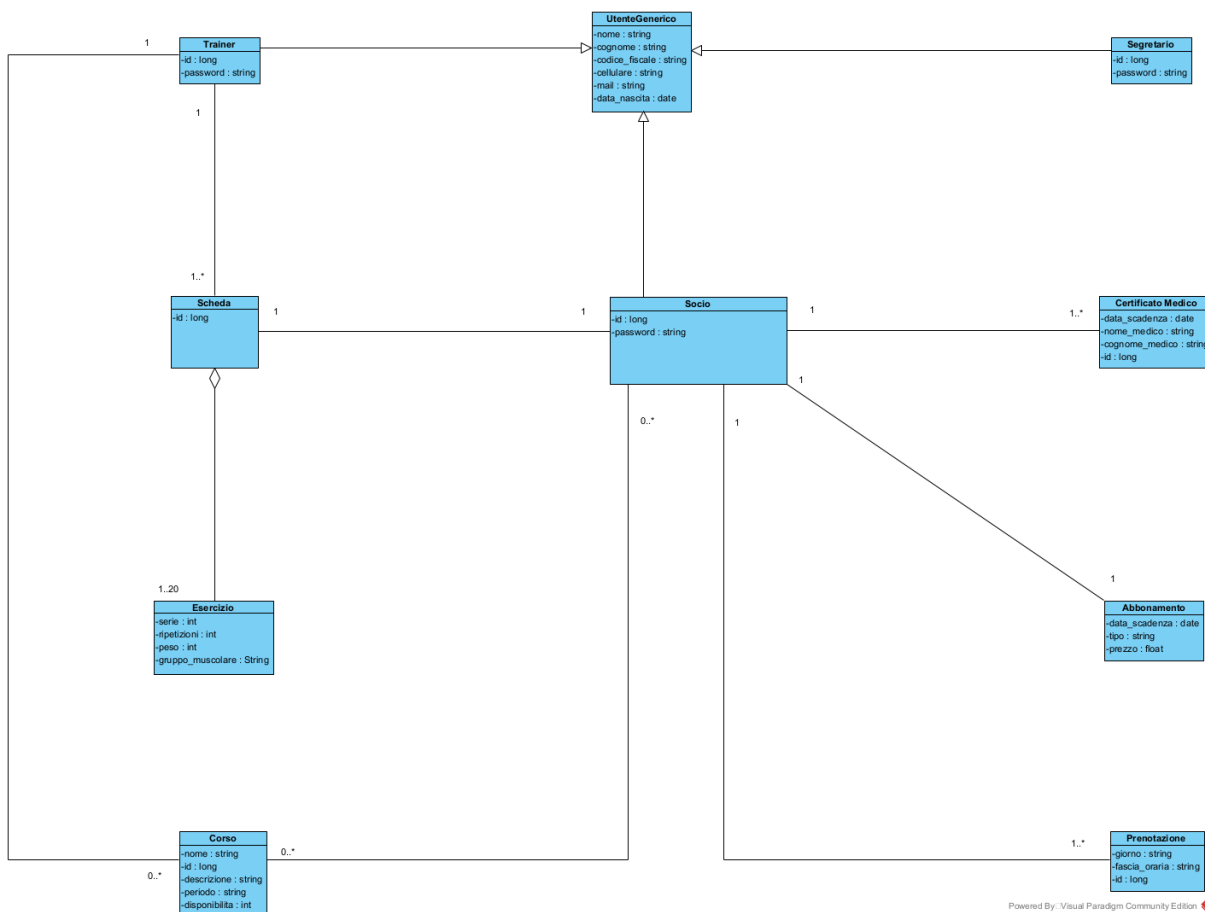 UtenteGenerico
-nome : string
-cognome : string
-codice_fiscale : string
-cellulare : string
-mail : string
-data_nascita : date
1
Trainer
-id : long
-password : string
Segretario
-id : long
-password : string
1
1..*
Scheda
-id : long
1
1
Socio
-id : long
-password : string
1
1..*
Certificato Medico
-data_scadenza : date
-nome_medico : string
-cognome_medico : string
-id : long
1
0..*
1
1
1..20
Esercizio
-serie : int
-ripetizioni : int
-peso : int
-gruppo_muscolare : String
Abbonamento
-data_scadenza : date
-tipo : string
-prezzo : float
Corso
-nome : string
-id : long
-descrizione : string
-periodo : string
-disponibilita : int
0..*
0..*
1..*
Prenotazione
-giorno : string
-fascia_oraria : string
-id : long
Powered By Visual Paradigm Community Edition